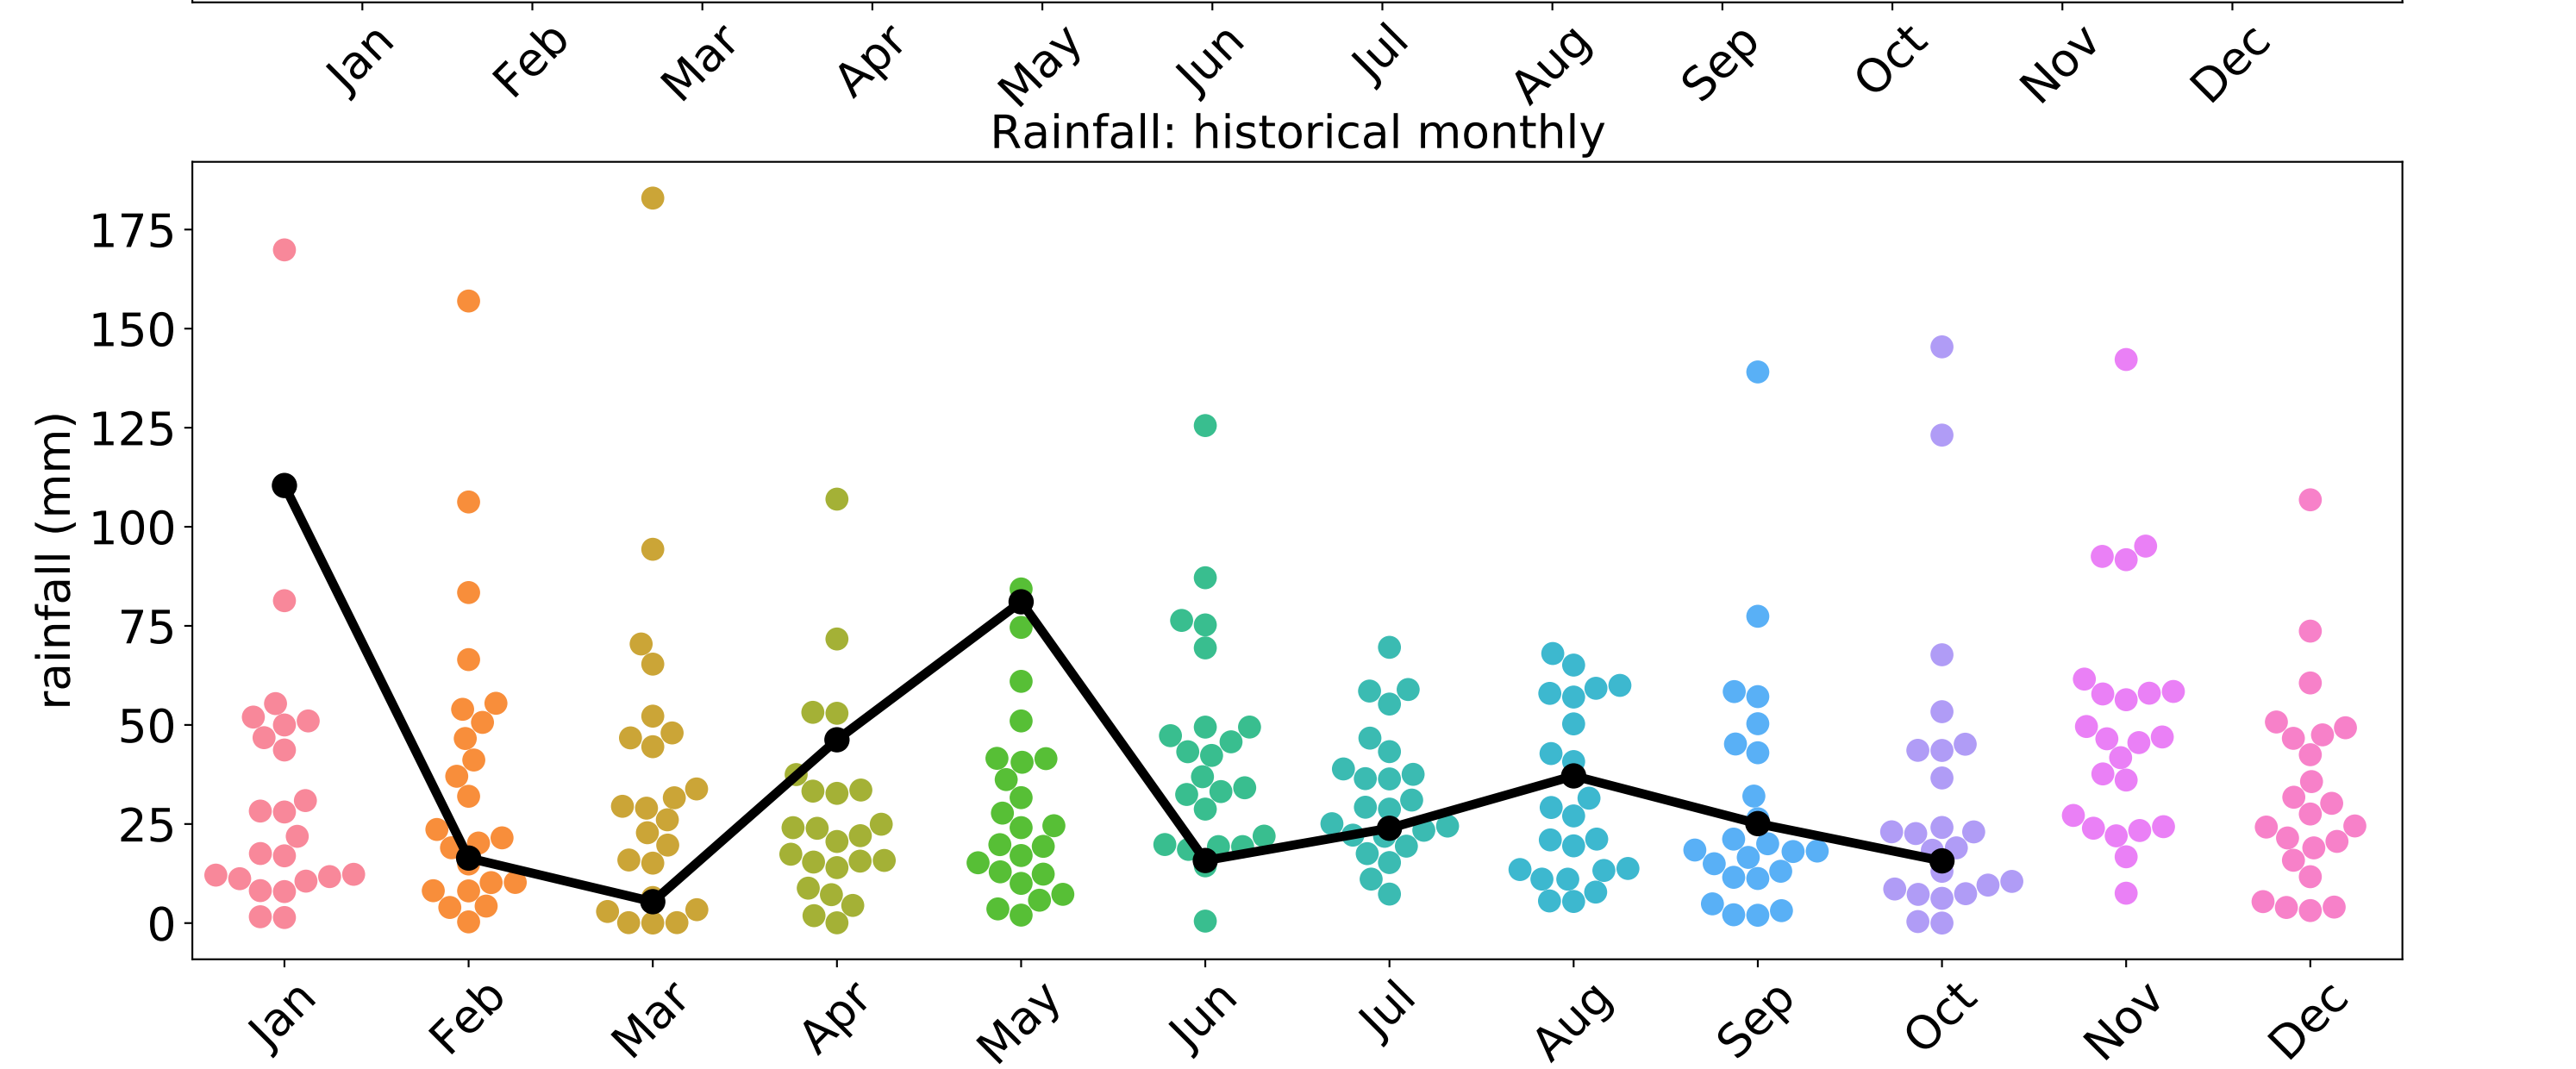 Jan Feb Mar Apr May Jun Jul Aug Sep Oct Nov Dec
Rainfall: historical monthly
rainfall (mm)
175
150
125
100
75
50
25
0
Jan Feb Mar Apr May Jun Jul Aug Sep Oct Nov Dec